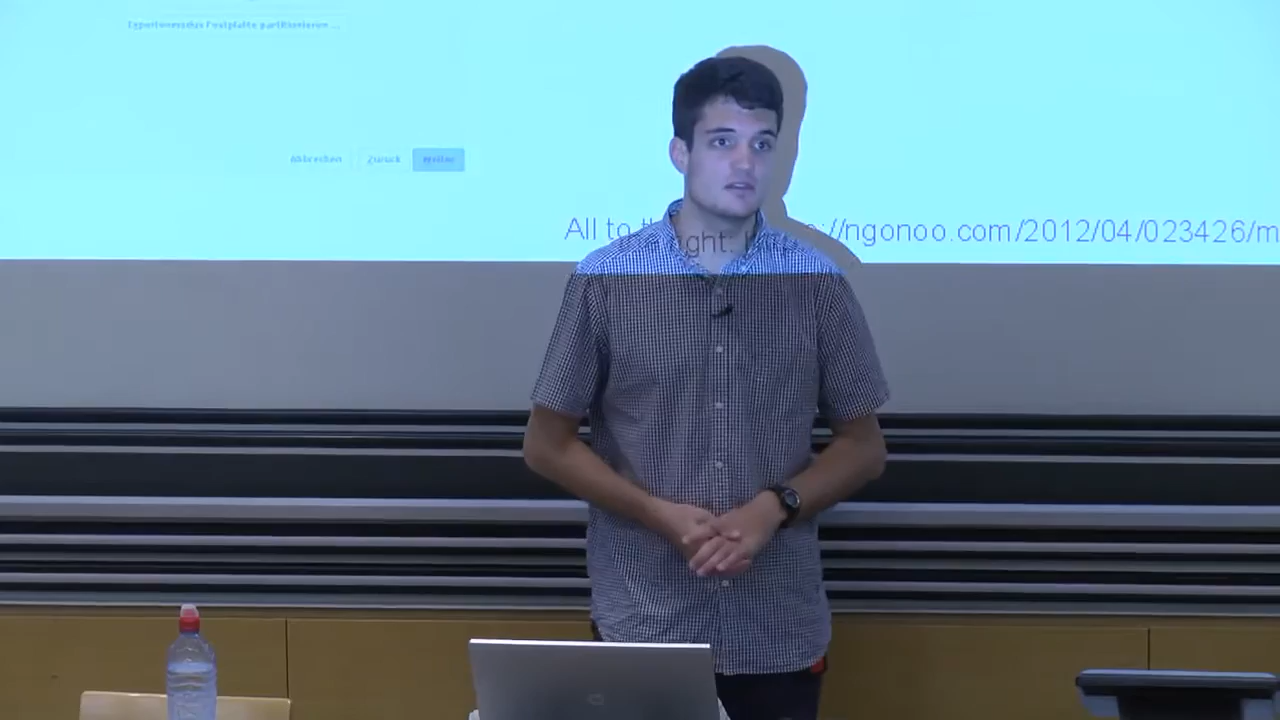 Expertenmodus Festplatte partitionieren ...
Abbrechen Zurück Weiter
All to the right: ://ngonoo.com/2012/04/023426/m